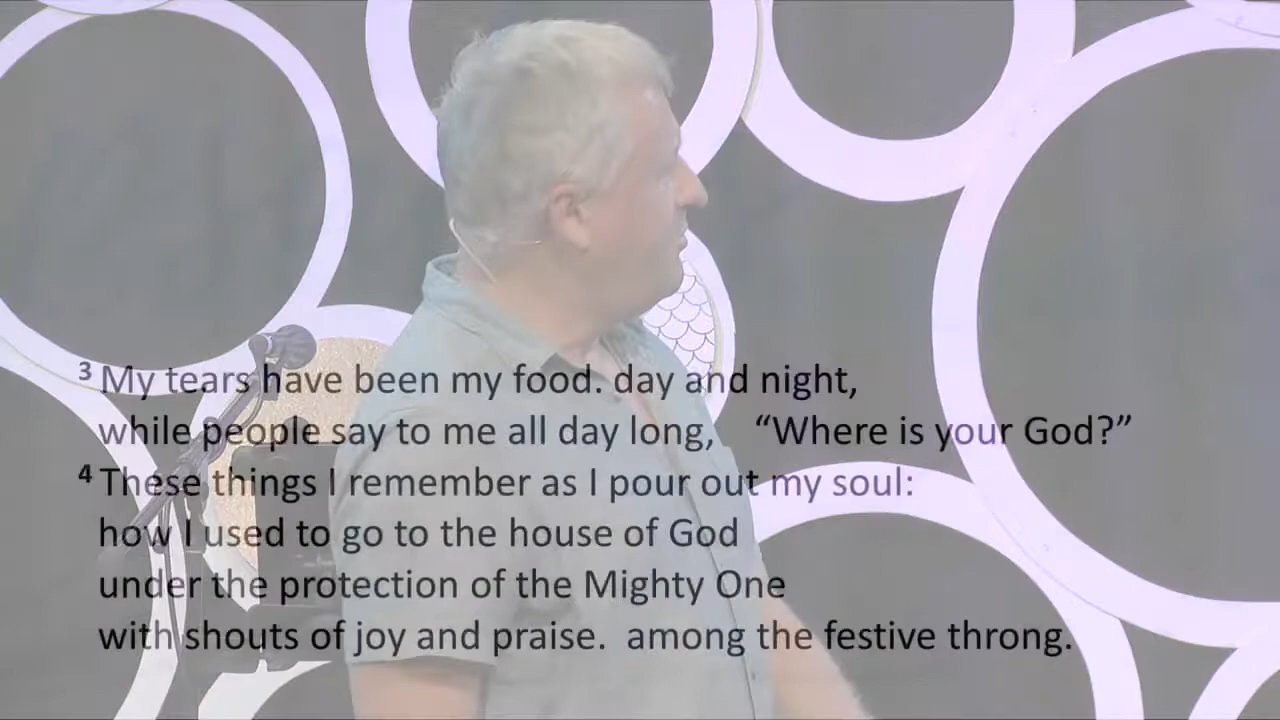 3 My tears have been my food. day and night,
while people say to me all day long, “Where is your God?”
4 These things I remember as I pour out my soul:
how I used to go to the house of God
under the protection of the Mighty One
with shouts of joy and praise. among the festive throng.